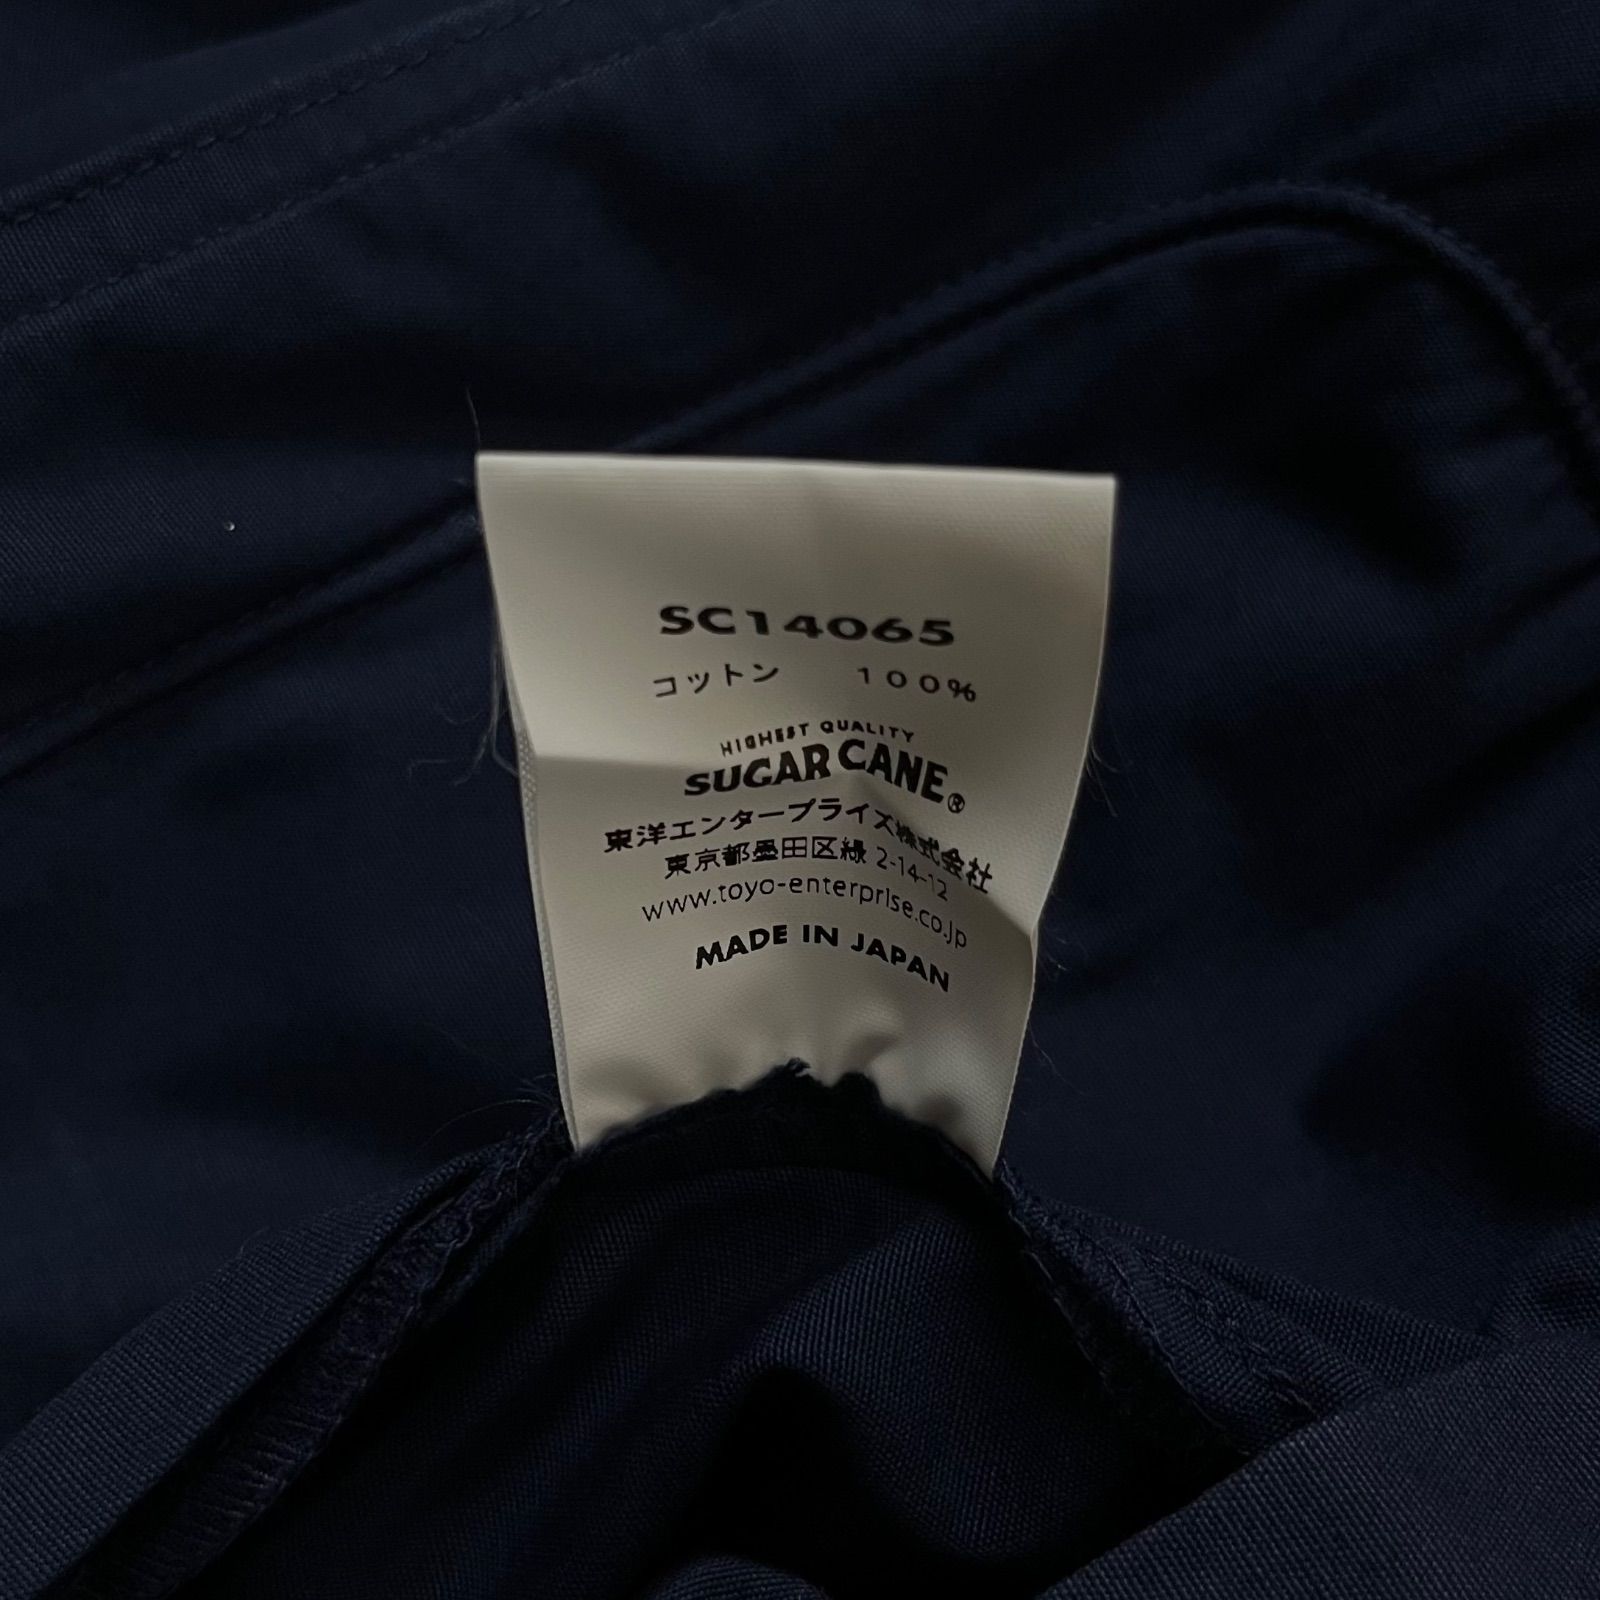 SC14065
コットン 100%
HIGHEST QUALITY
SUGAR CANE®
東洋エンタープライズ株式会社
東京都墨田区緑 2-14-12
www.toyo-enterprise.co.jp
MADE IN JAPAN